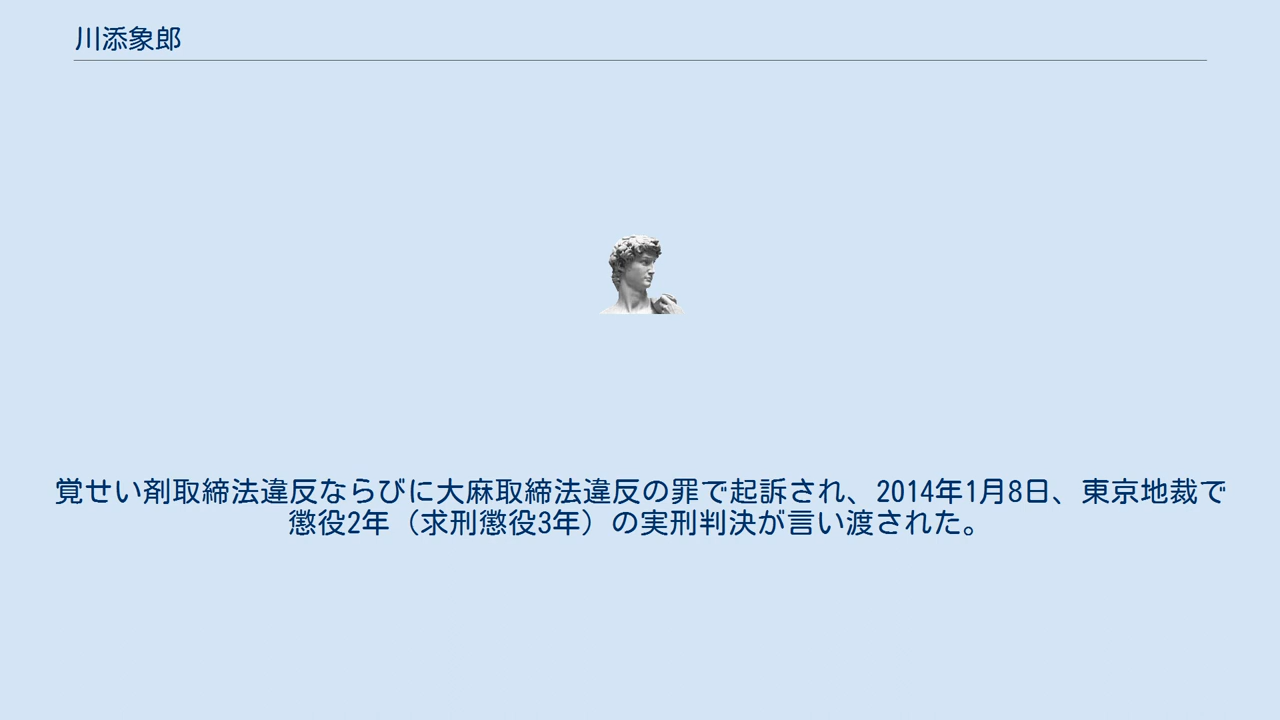 川添象郎
覚せい剤取締法違反ならびに大麻取締法違反の罪で起訴され、2014年1月8日、東京地裁で
懲役2年（求刑懲役3年）の実刑判決が言い渡された。